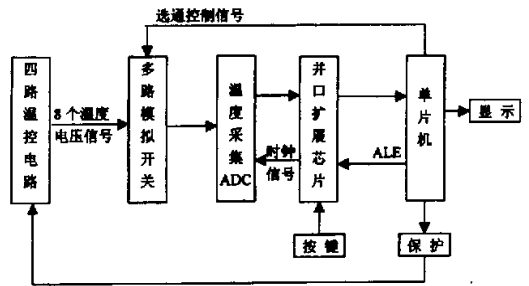 选通控制信号
四路温控电路
8个温度
电压信号
多路模拟开关
温度采集ADC
时钟
信号
并口扩展芯片
ALE
单片机
显示
按键
保护